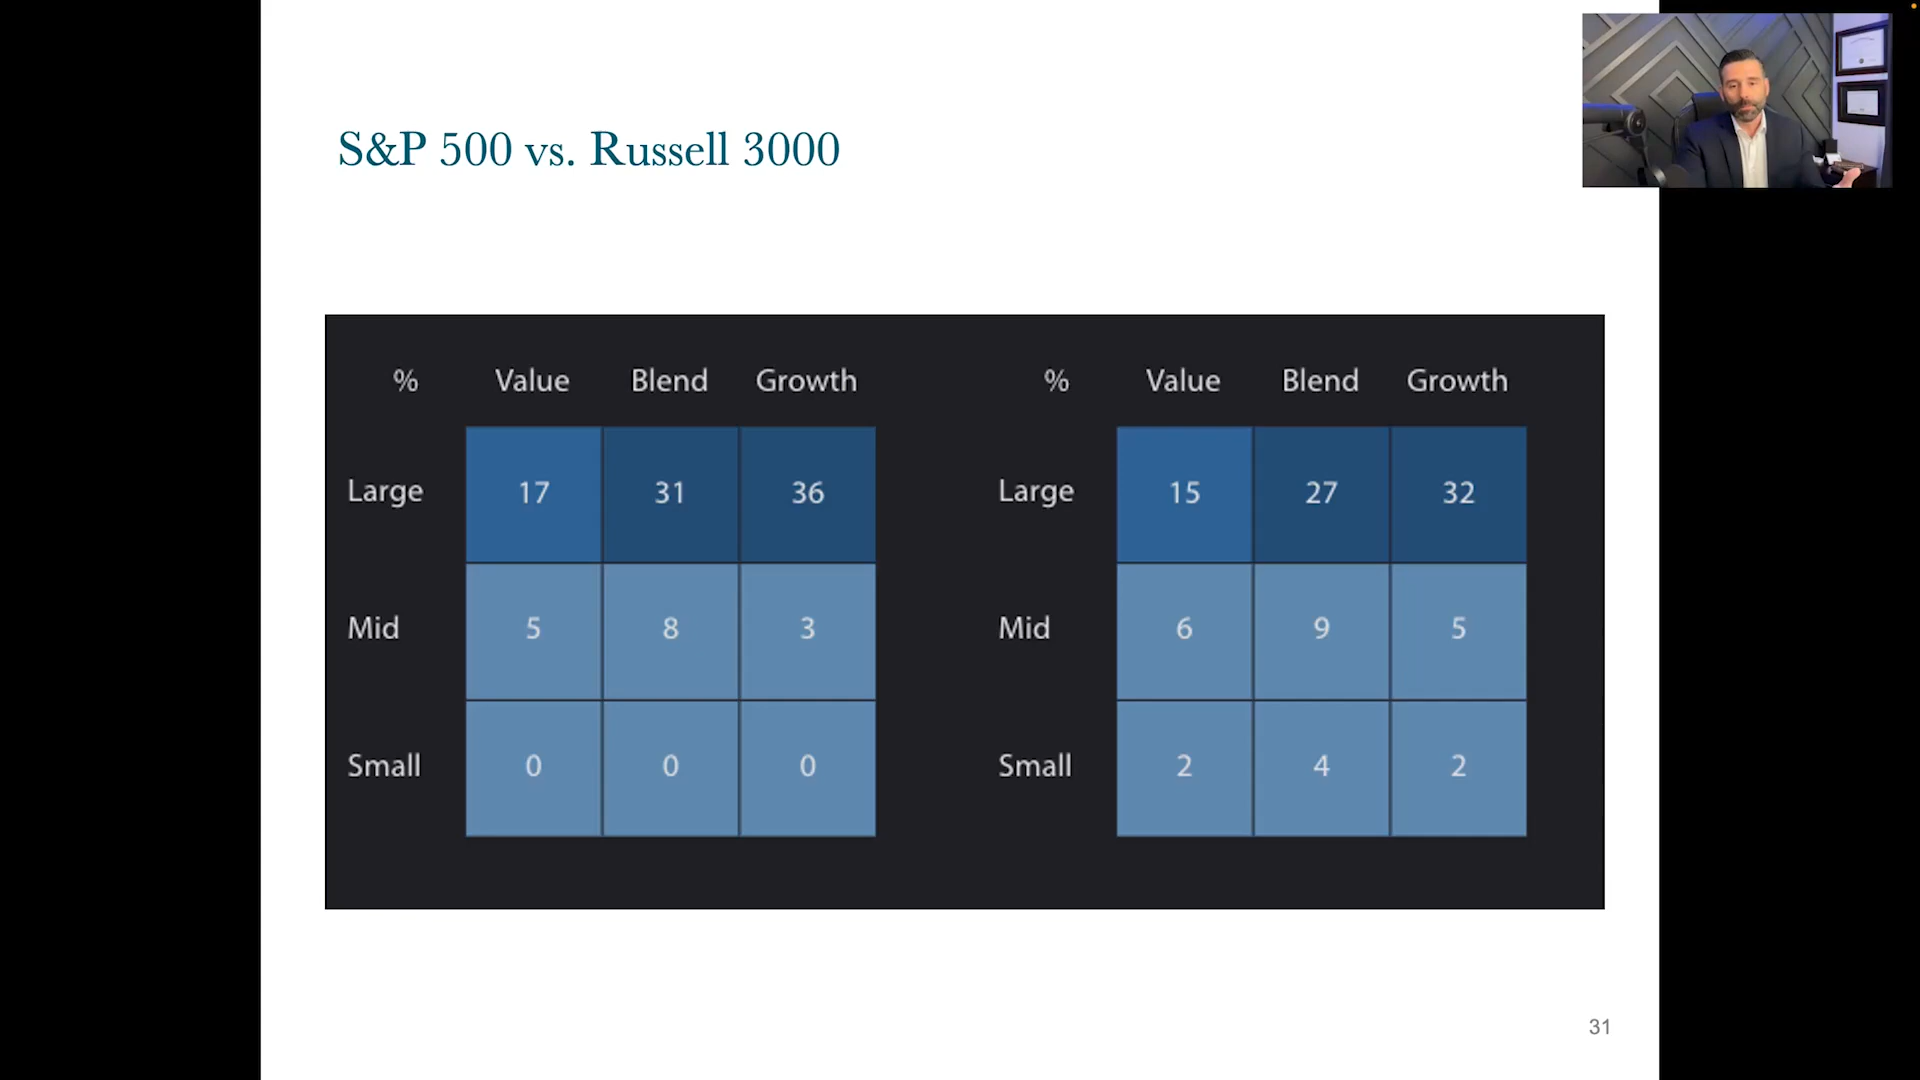 S&P 500 vs. Russell 3000
% Value Blend Growth
Large 17 31 36
Mid 5 8 3
Small 0 0 0
% Value Blend Growth
Large 15 27 32
Mid 6 9 5
Small 2 4 2
31